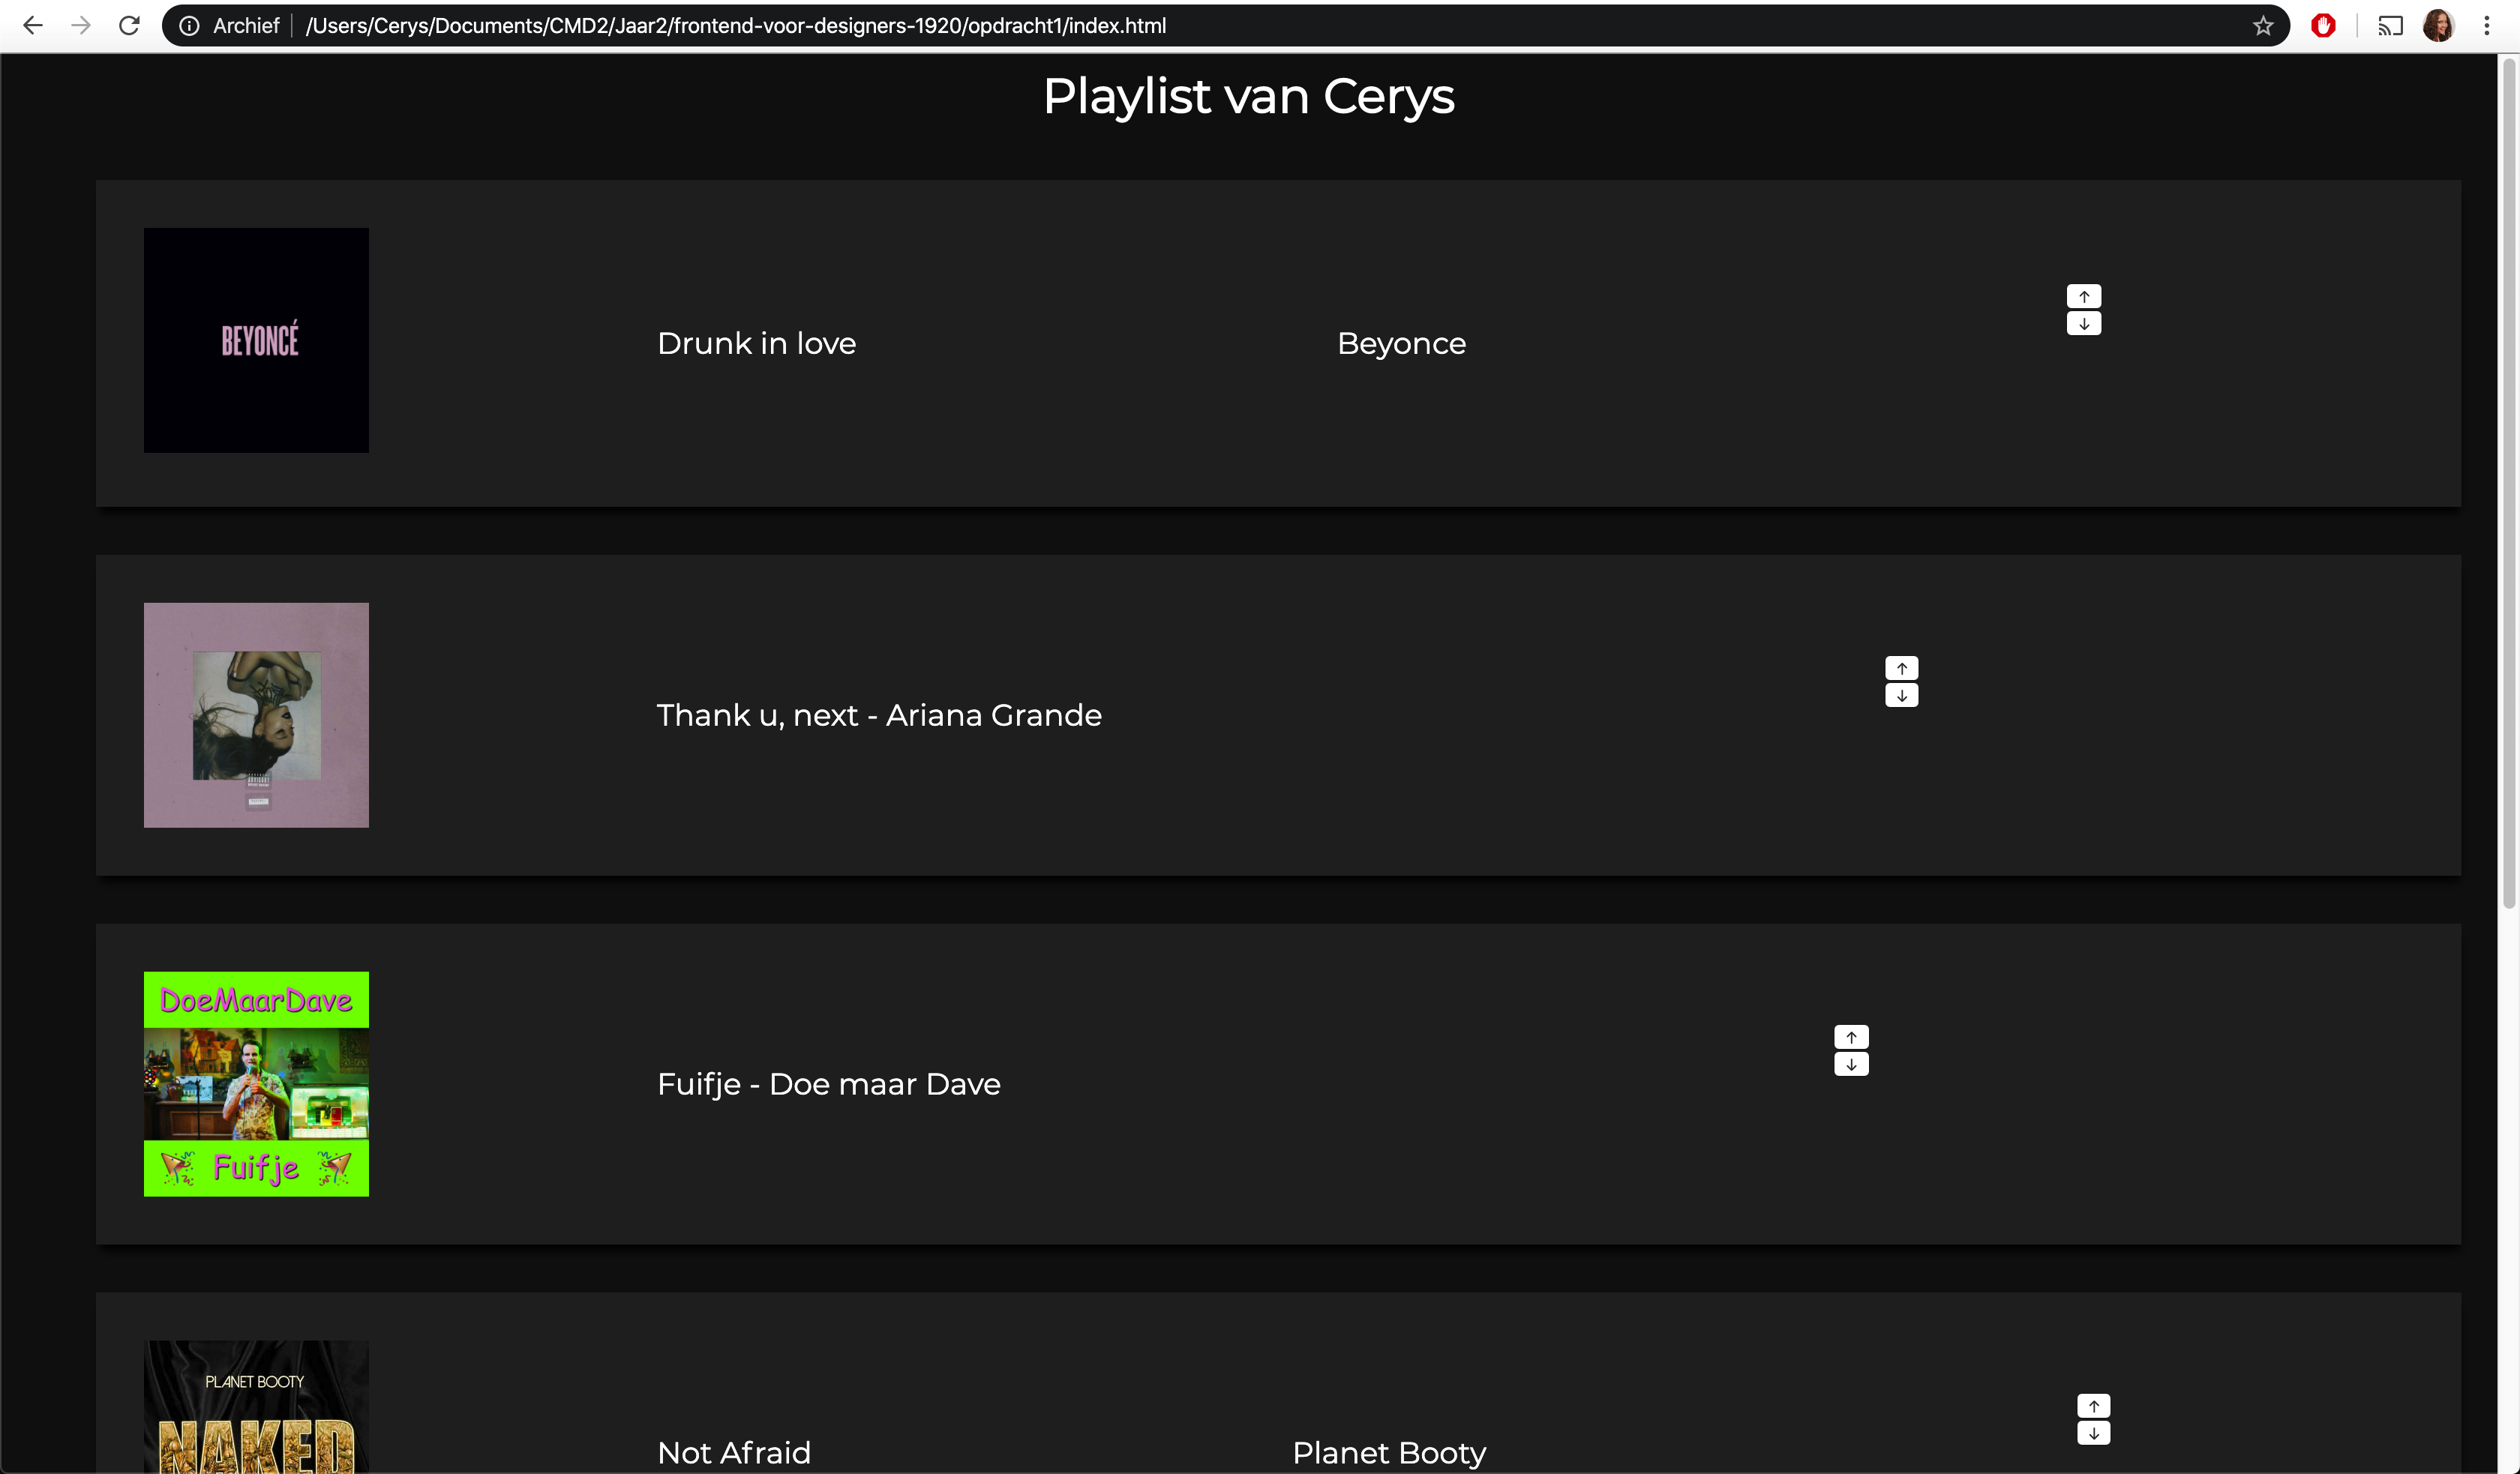 Archief | /Users/Cerys/Documents/CMD2/Jaar2/frontend-voor-designers-1920/opdracht1/index.html
Playlist van Cerys
BEYONCÉ
Drunk in love
Beyonce
↑
↓
Thank u, next - Ariana Grande
↑
↓
DoeMaarDave
Fuifje
Fuifje - Doe maar Dave
↑
↓
PLANET BOOTY
NAKED
Not Afraid
Planet Booty
↑
↓